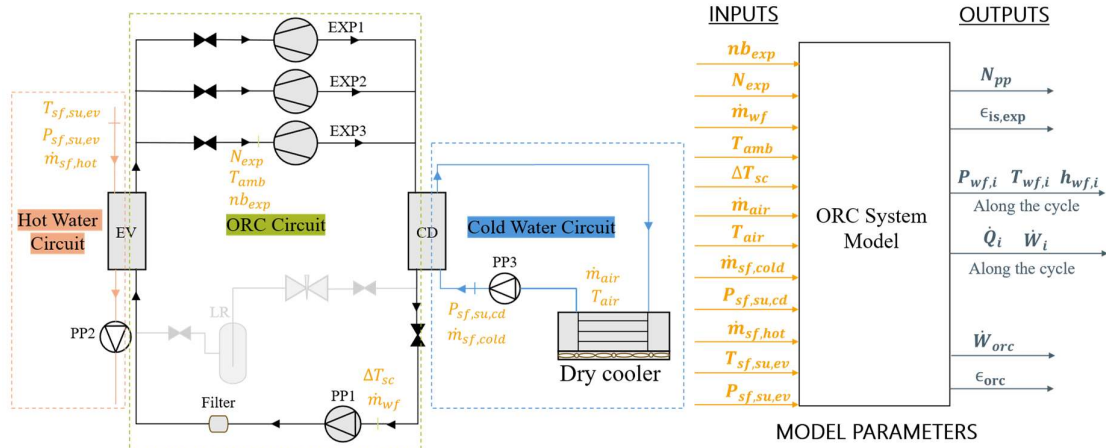 EXP1
EXP2
EXP3
T_sf,su,ev
P_sf,su,ev
ṁ_sf,hot
N_exp
T_amb
nb_exp
Hot Water
Circuit
EV
ORC Circuit
CD
Cold Water Circuit
PP3
ṁ_air
T_air
P_sf,su,cd
ṁ_sf,cold
LR
PP2
Dry cooler
ΔT_sc
ṁ_wf
Filter
PP1
INPUTS
nb_exp
N_exp
ṁ_wf
T_amb
ΔT_sc
ṁ_air
T_air
ṁ_sf,cold
P_sf,su,cd
ṁ_sf,hot
T_sf,su,ev
P_sf,su,ev
ORC System
Model
OUTPUTS
N_pp
ϵ_is,exp
P_wf,i T_wf,i h_wf,i
Along the cycle
Q̇_i Ẇ_i
Along the cycle
Ẇ_orc
ϵ_orc
MODEL PARAMETERS